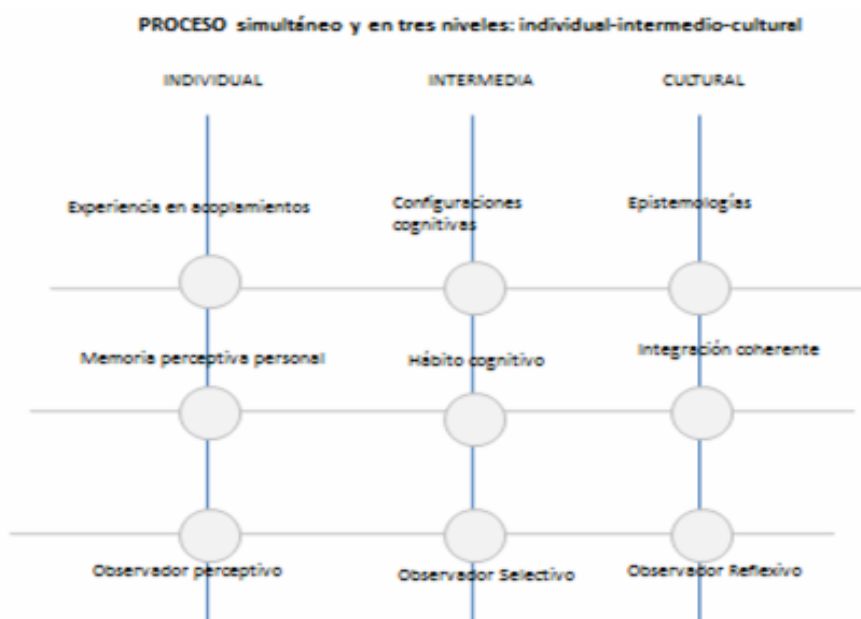 PROCESO simultáneo y en tres niveles: individual-intermedio-cultural
INDIVIDUAL
INTERMEDIA
CULTURAL
Experiencia en acoplamientos
Configuraciones
cognitivas
Epistemologías
Memoria perceptiva personal
Hábito cognitivo
Integración coherente
Observador perceptivo
Observador Selectivo
Observador Reflexivo